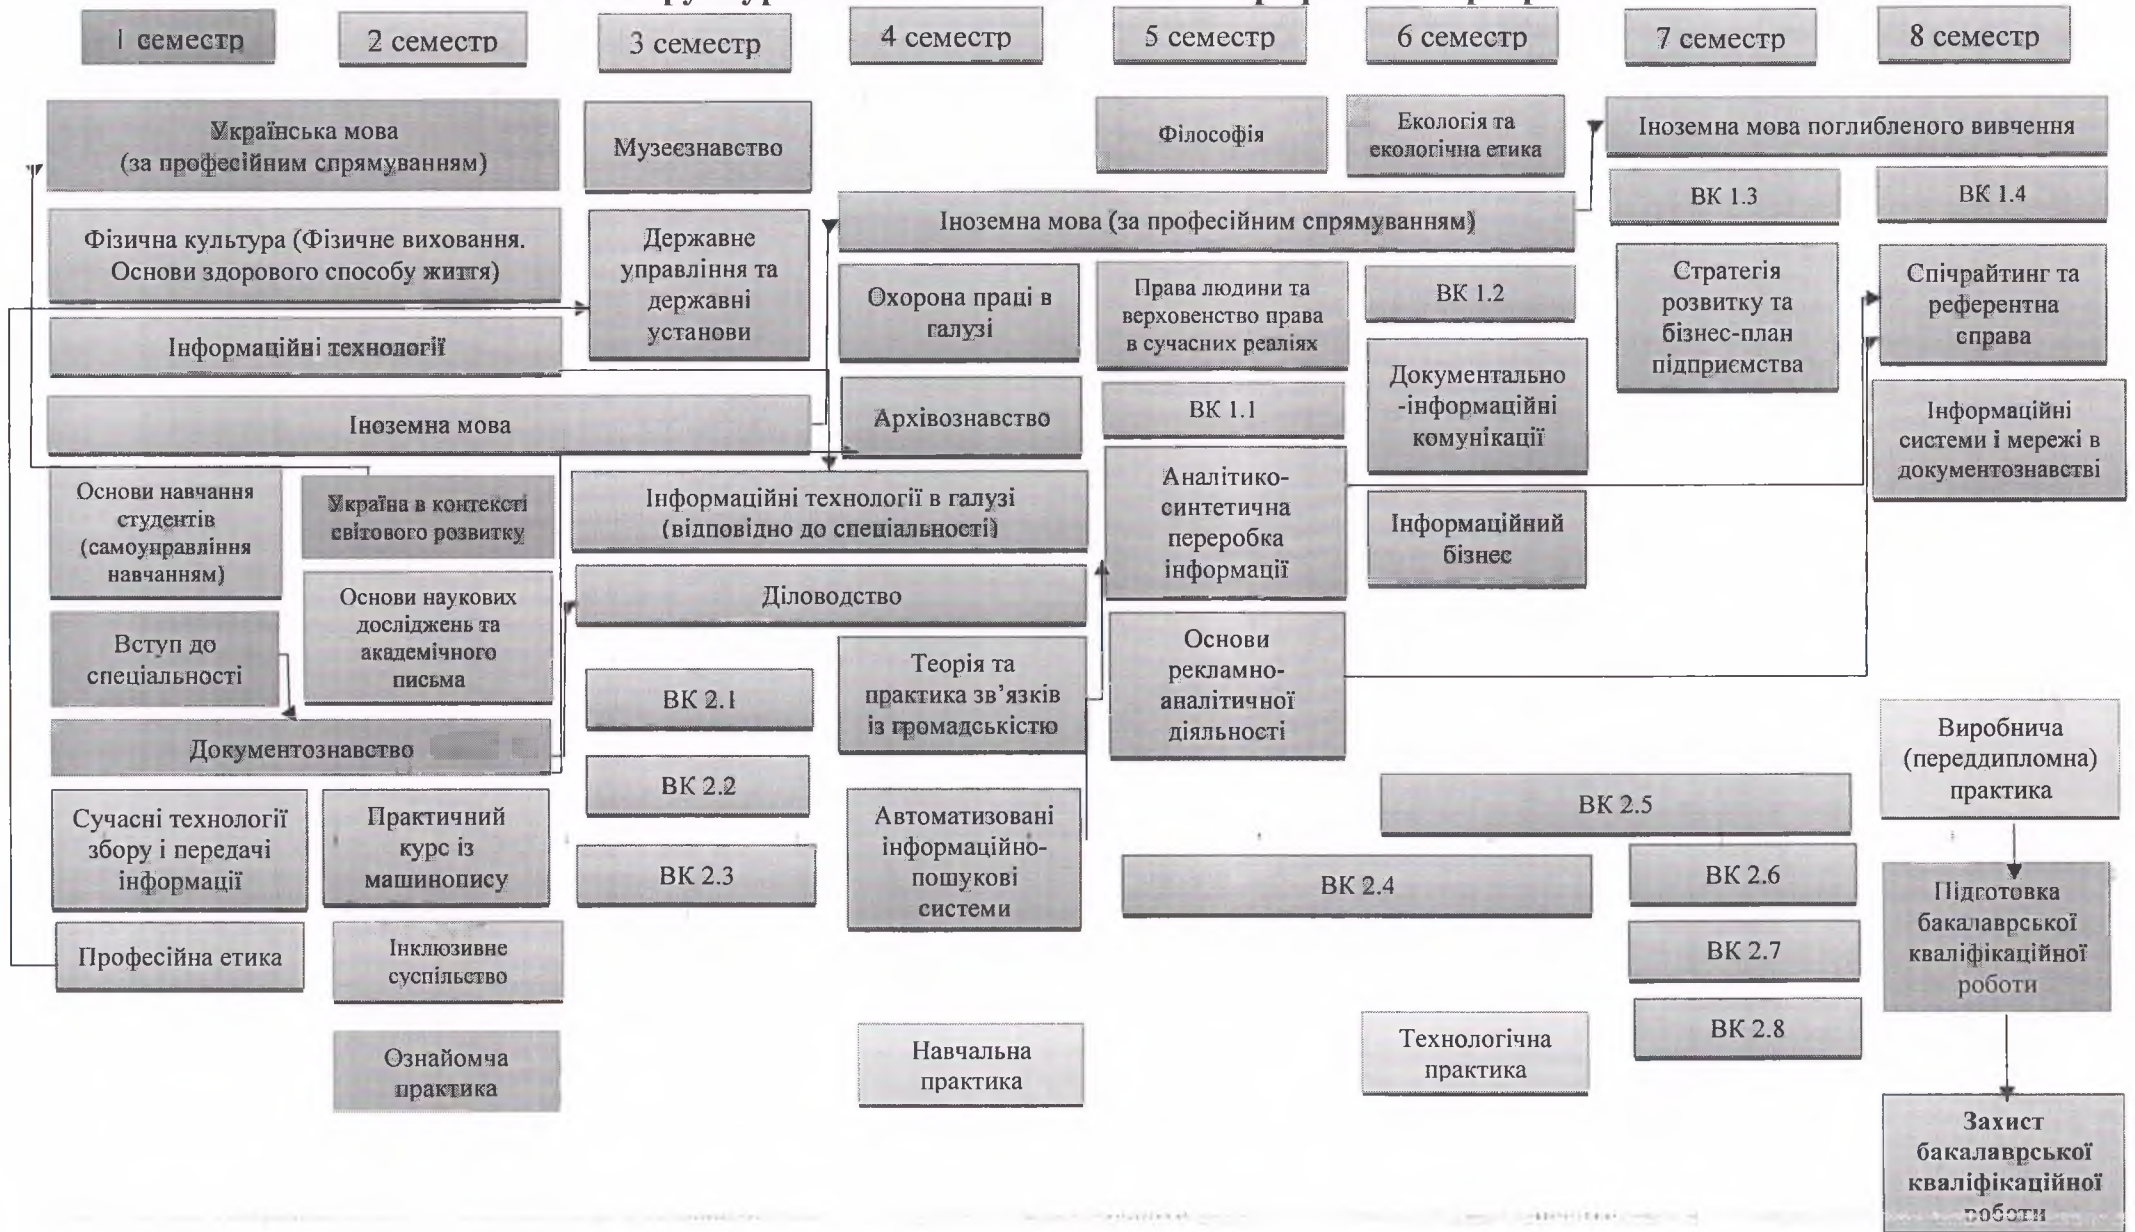 1 семестр
2 семестр
3 семестр
4 семестр
5 семестр
6 семестр
7 семестр
8 семестр
Українська мова
(за професійним спрямуванням)
Музеєзнавство
Філософія
Екологія та
екологічна етика
Іноземна мова поглибленого вивчення
ВК 1.3
ВК 1.4
Фізична культура (Фізичне виховання.
Основи здорового способу життя)
Державне
управління та
державні
установи
Іноземна мова (за професійним спрямуванням)
Інформаційні технології
Охорона праці в
галузі
Права людини та
верховенство права
в сучасних реаліях
ВК 1.2
Стратегія
розвитку та
бізнес-план
підприємства
Спічрайтинг та
референтна
справа
Іноземна мова
Архівознавство
ВК 1.1
Документально
-інформаційні
комунікації
Інформаційні
системи і мережі в
документознавстві
Основи навчання
студентів
(самоуправління
навчанням)
Україна в контексті
світового розвитку
Інформаційні технології в галузі
(відповідно до спеціальності)
Аналітико-
синтетична
переробка
інформації
Інформаційний
бізнес
Вступ до
спеціальності
Основи наукових
досліджень та
академічного
письма
Діловодство
ВК 2.1
Теорія та
практика зв’язків
із громадськістю
Основи
рекламно-
аналітичної
діяльності
Документознавство
Виробнича
(переддипломна)
практика
ВК 2.2
ВК 2.5
Сучасні технології
збору і передачі
інформації
Практичний
курс із
машинопису
ВК 2.3
Автоматизовані
інформаційно-
пошукові
системи
ВК 2.4
ВК 2.6
Підготовка
бакалаврської
кваліфікаційної
роботи
Професійна етика
Інклюзивне
суспільство
ВК 2.7
ВК 2.8
Ознайомча
практика
Навчальна
практика
Технологічна
практика
Захист
бакалаврської
кваліфікаційної
роботи